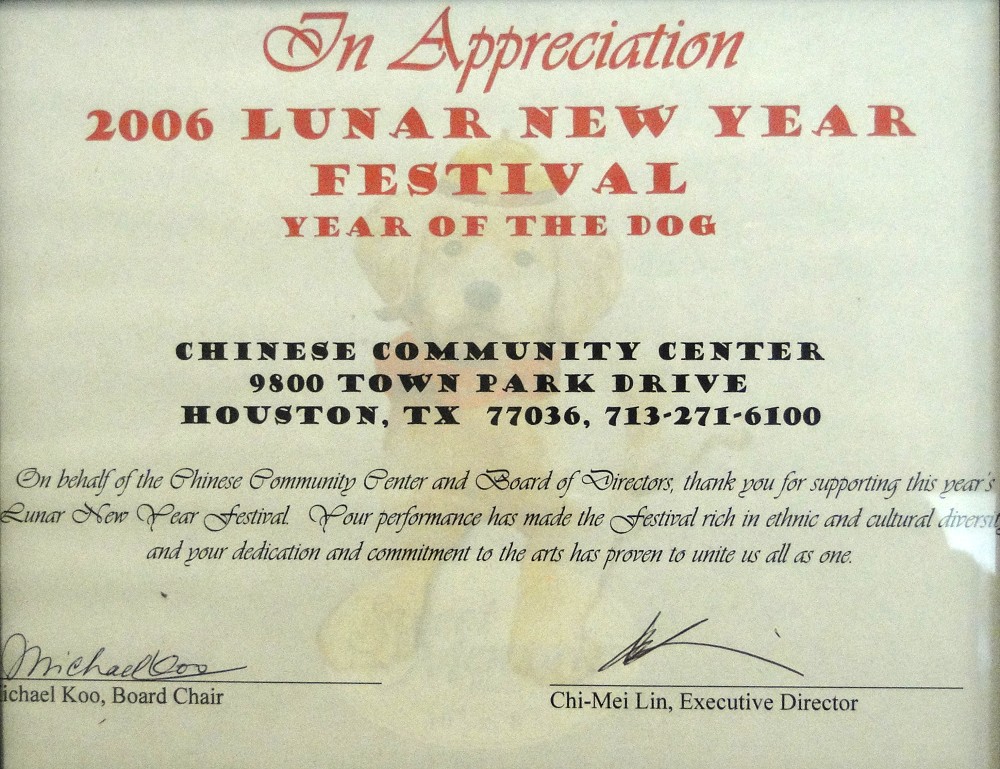 In Appreciation
2006 LUNAR NEW YEAR
FESTIVAL
YEAR OF THE DOG
CHINESE COMMUNITY CENTER
9800 TOWN PARK DRIVE
HOUSTON, TX 77036, 713-271-6100
On behalf of the Chinese Community Center and Board of Directors, thank you for supporting this year's
Lunar New Year Festival. Your performance has made the Festival rich in ethnic and cultural diversity
and your dedication and commitment to the arts has proven to unite us all as one.
Michael Koo
ichael Koo, Board Chair
Chi-Mei Lin, Executive Director